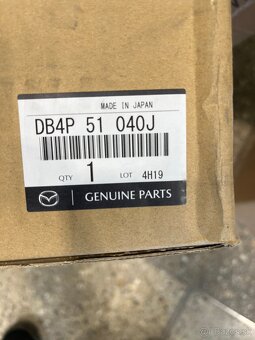 MADE IN JAPAN
DB4P 51 040J
QTY 1 LOT 4H19
GENUINE PARTS